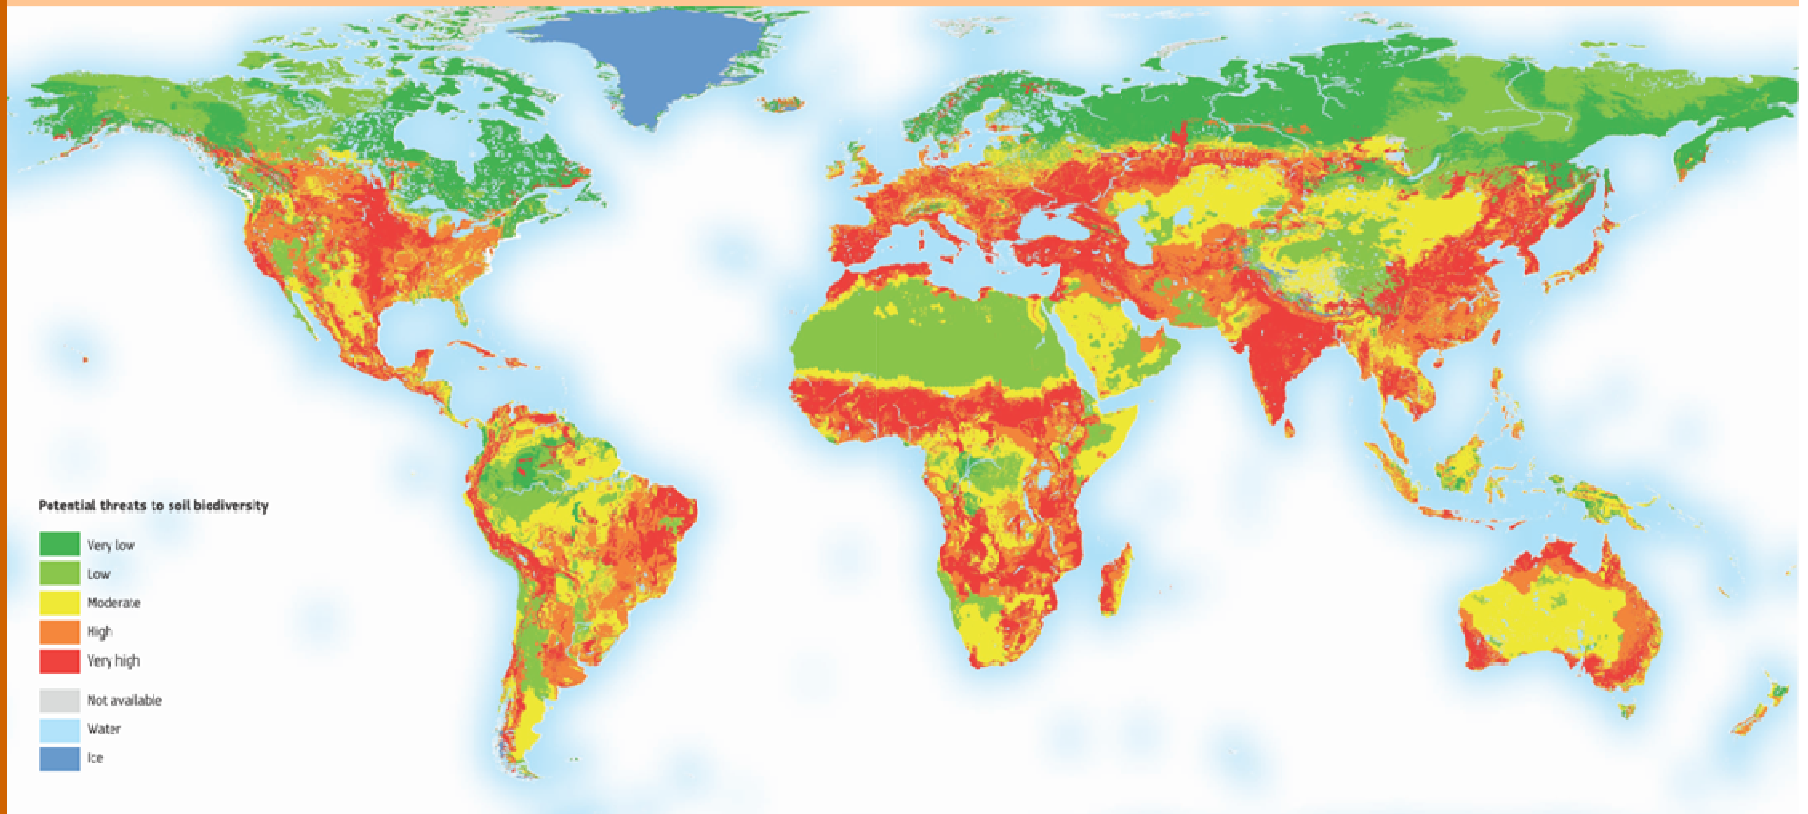 Potential threats to soil biodiversity
Very low
Low
Moderate
High
Very high
Not available
Water
Ice